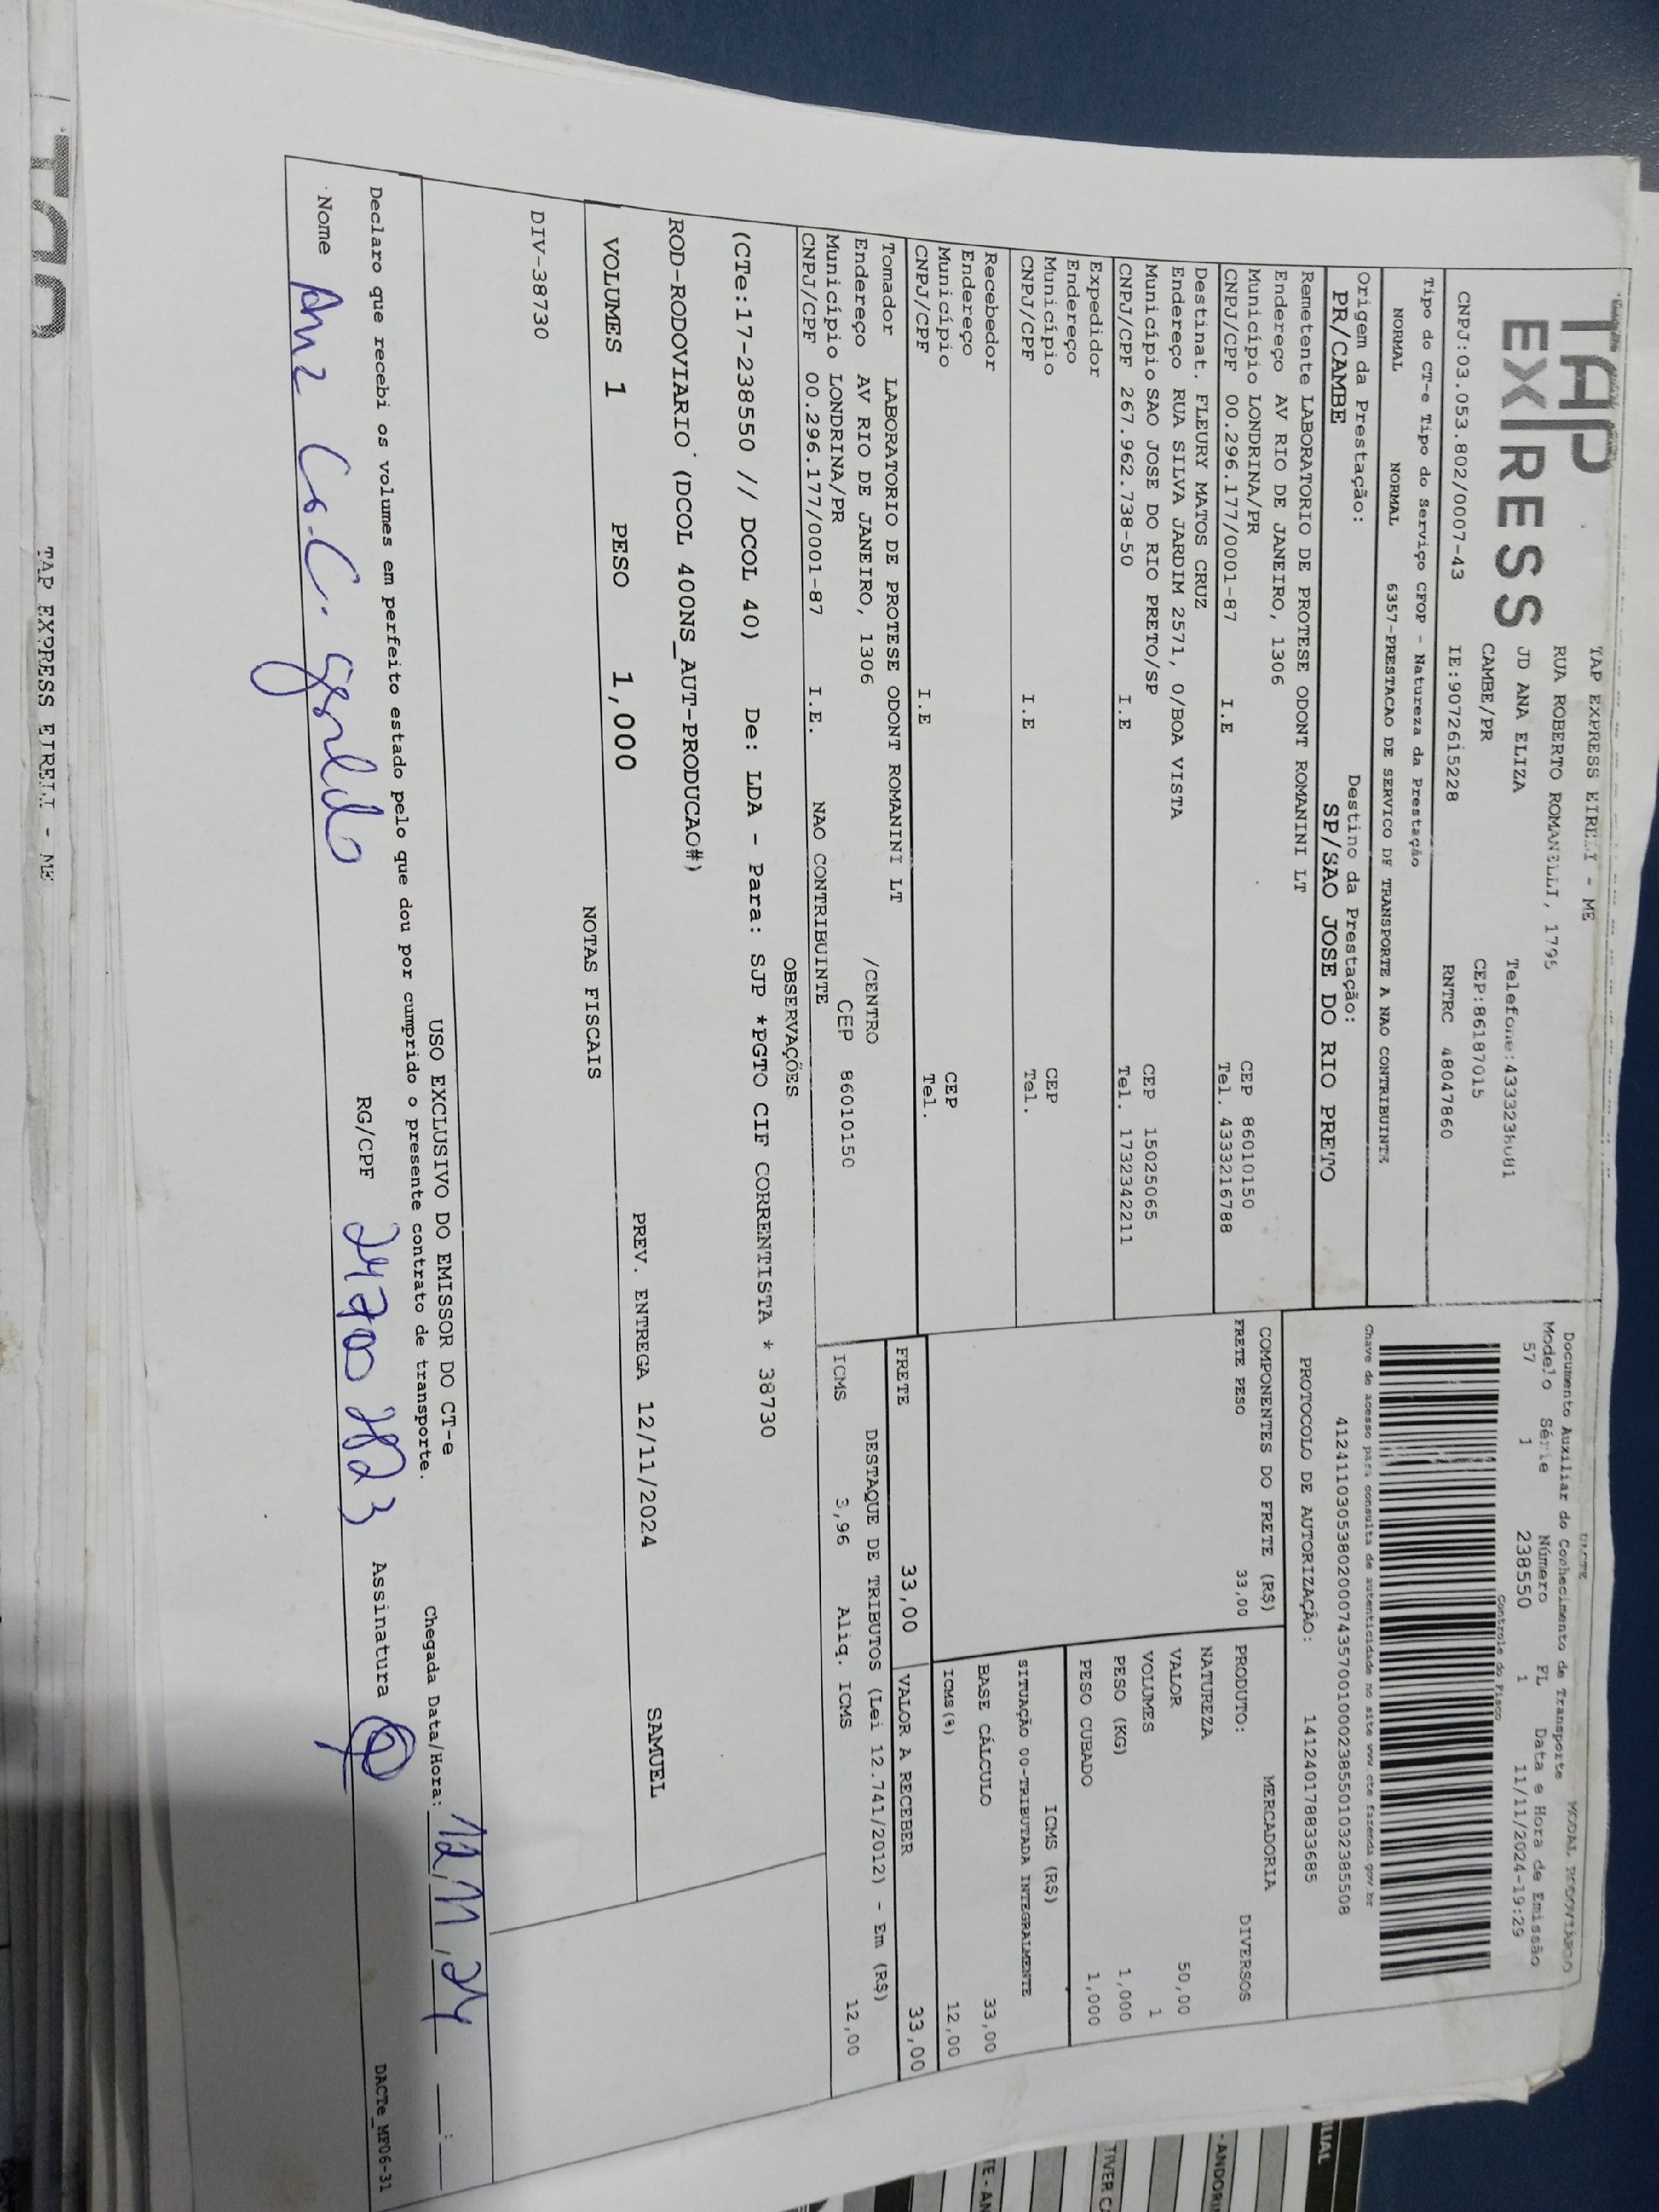 TAP
EXPRESS
TAP EXPRESS EIRELI - ME
RUA ROBERTO ROMANELLI, 1795
JD ANA ELIZA
CAMBE/PR
CEP:86187015
CNPJ:03.053.802/0007-43 IE:9072615228 RNTRC 48047860
Tipo do CT-e Tipo do Serviço CFOP - Natureza da Prestação
NORMAL NORMAL 6357-PRESTACAO DE SERVICO DE TRANSPORTE A NAO CONTRIBUINTE
Origem da Prestação: Destino da Prestação:
PR/CAMBE SP/SAO JOSE DO RIO PRETO
DACTE MODAL RODOVIARIO
Documento Auxiliar do Conhecimento de Transporte
Modelo Série Número FL Data e Hora de Emissão
57 1 238550 1 11/11/2024-19:29
Controle do Fisco
Chave de acesso para consulta de autenticidade no site www.cte.fazenda.gov.br
41241103053802000743570010002385501032385508
PROTOCOLO DE AUTORIZAÇÃO: 141240178833685
Remetente LABORATORIO DE PROTESE ODONT ROMANINI LT
Endereço AV RIO DE JANEIRO, 1306
Município LONDRINA/PR CEP 86010150
CNPJ/CPF 00.296.177/0001-87 I.E Tel. 4333216788
Destinat. FLEURY MATOS CRUZ
Endereço RUA SILVA JARDIM 2571, 0/BOA VISTA
Município SAO JOSE DO RIO PRETO/SP CEP 15025065
CNPJ/CPF 267.962.738-50 I.E Tel. 1732342211
Expedidor
Endereço
Município CEP
CNPJ/CPF I.E Tel.
Recebedor
Endereço
Município CEP
CNPJ/CPF I.E Tel.
Tomador LABORATORIO DE PROTESE ODONT ROMANINI LT
Endereço AV RIO DE JANEIRO, 1306 /CENTRO
Município LONDRINA/PR CEP 86010150
CNPJ/CPF 00.296.177/0001-87 I.E. NAO CONTRIBUINTE
COMPONENTES DO FRETE (R$)
FRETE PESO 33,00
MERCADORIA
PRODUTO: DIVERSOS
NATUREZA
VALOR 50,00
VOLUMES 1
PESO (KG) 1,000
PESO CUBADO 1,000
ICMS (R$)
SITUAÇÃO 00-TRIBUTADA INTEGRALMENTE
BASE CÁLCULO 33,00
ICMS(%) 12,00
FRETE 33,00 VALOR A RECEBER 33,00
DESTAQUE DE TRIBUTOS (Lei 12.741/2012) - Em (R$)
ICMS 3,96 Aliq. ICMS 12,00
OBSERVAÇÕES
(CTe:17-238550 // DCOL 40) De: LDA - Para: SJP *PGTO CIF CORRENTISTA * 38730
ROD-RODOVIARIO (DCOL 400NS_AUT-PRODUCAO#)
VOLUMES 1 PESO 1,000 PREV. ENTREGA 12/11/2024 SAMUEL
NOTAS FISCAIS
DIV-38730
USO EXCLUSIVO DO EMISSOR DO CT-e
Declaro que recebi os volumes em perfeito estado pelo que dou por cumprido o presente contrato de transporte.
Chegada Data/Hora: 12/11/24 __:__
Nome Ana RG/CPF 24700 2823 Assinatura
DACTe_MF06-31
TAP EXPRESS EIRELI - ME